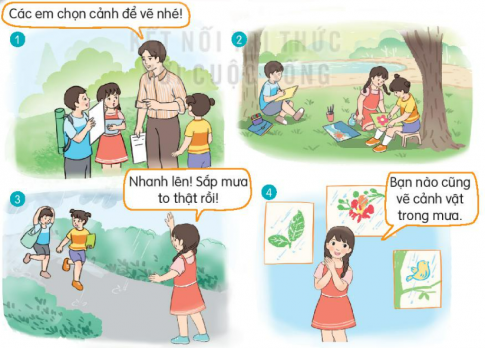 Các em chọn cảnh để vẽ nhé!
1
KẾT NỐI TRI THỨC
CUỘC SỐNG
2
3
Nhanh lên! Sắp mưa
to thật rồi!
4
Bạn nào cũng
vẽ cảnh vật
trong mưa.